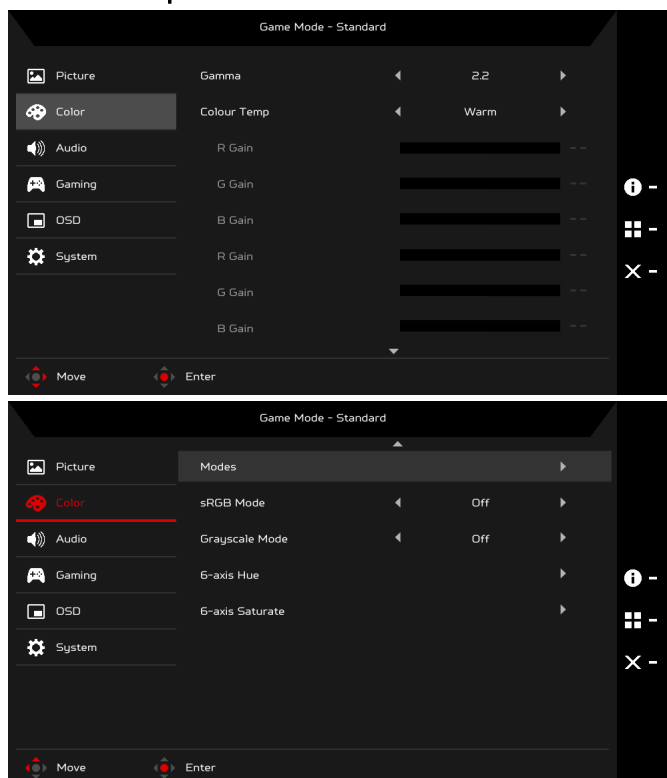 Game Mode - Standard
Picture
Gamma
2.2
Color
Colour Temp
Warm
Audio
R Gain
--
Gaming
G Gain
--
OSD
B Gain
--
System
R Gain
--
G Gain
--
B Gain
--
Move
Enter
Game Mode - Standard
Picture
Modes
Color
sRGB Mode
Off
Audio
Grayscale Mode
Off
Gaming
6-axis Hue
OSD
6-axis Saturate
System
Move
Enter